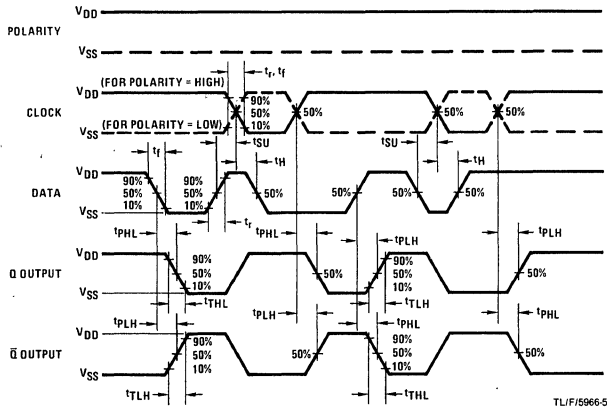 VDD
POLARITY
VSS
(FOR POLARITY = HIGH)
tr, tf
VDD
90%
CLOCK
50%
50%
50%
50%
(FOR POLARITY = LOW)
10%
VSS
tSU
tSU
tf
tH
tH
VDD
90%
90%
DATA
50%
50%
50%
50%
50%
50%
10%
10%
VSS
tr
tPHL
tPHL
tPLH
tPLH
VDD
90%
90%
Q OUTPUT
50%
50%
50%
50%
10%
10%
VSS
tTHL
tTLH
tPLH
tPLH
tPHL
tPHL
VDD
90%
90%
Q̅ OUTPUT
50%
50%
50%
50%
10%
10%
VSS
tTLH
tTHL
TL/F/5966-5